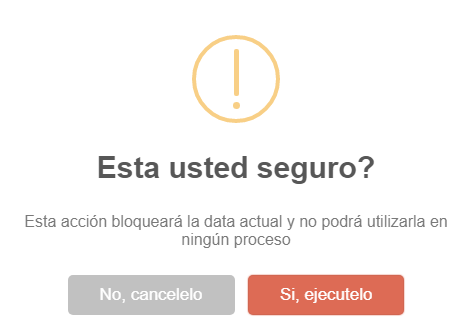 Esta usted seguro?
Esta acción bloqueará la data actual y no podrá utilizarla en
ningún proceso
No, cancelelo
Si, ejecutelo